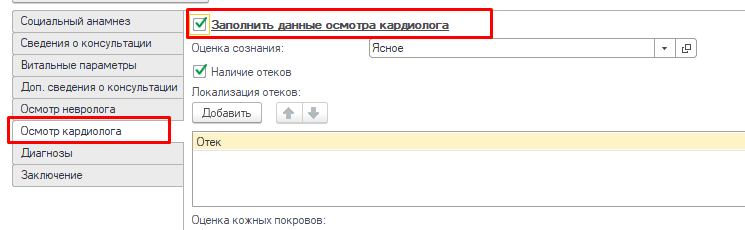 Социальный анамнез
Сведения о консультации
Витальные параметры
Доп. сведения о консультации
Осмотр невролога
Осмотр кардиолога
Диагнозы
Заключение
Заполнить данные осмотра кардиолога
Оценка сознания: Ясное
Наличие отеков
Локализация отеков:
Добавить
Отек
Оценка кожных покровов: